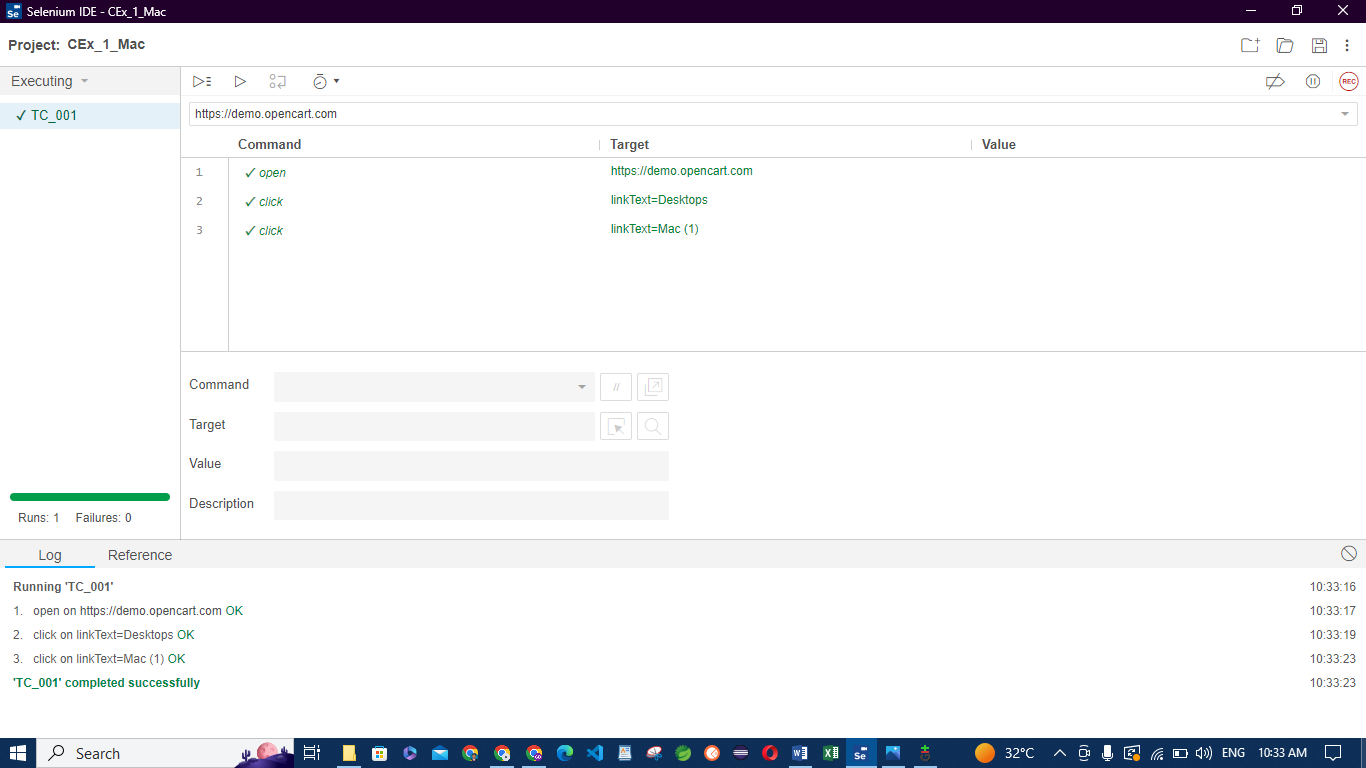 Se Selenium IDE - CEx_1_Mac
Project: CEx_1_Mac
Executing
✓ TC_001
REC
https://demo.opencart.com
Command Target Value
1 ✓ open https://demo.opencart.com
2 ✓ click linkText=Desktops
3 ✓ click linkText=Mac (1)
Command //
Target
Value
Description
Runs: 1 Failures: 0
Log Reference
Running 'TC_001' 10:33:16
1. open on https://demo.opencart.com OK 10:33:17
2. click on linkText=Desktops OK 10:33:19
3. click on linkText=Mac (1) OK 10:33:23
'TC_001' completed successfully 10:33:23
Search Se 32°C ENG 10:33 AM